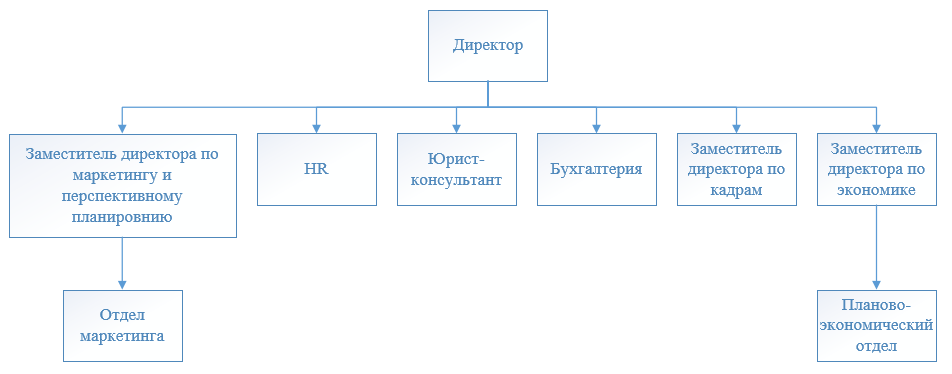 Директор
Заместитель директора по
маркетингу и
перспективному
планировнию
HR
Юрист-
консультант
Бухгалтерия
Заместитель
директора по
кадрам
Заместитель
директора по
экономике
Отдел
маркетинга
Планово-
экономический
отдел